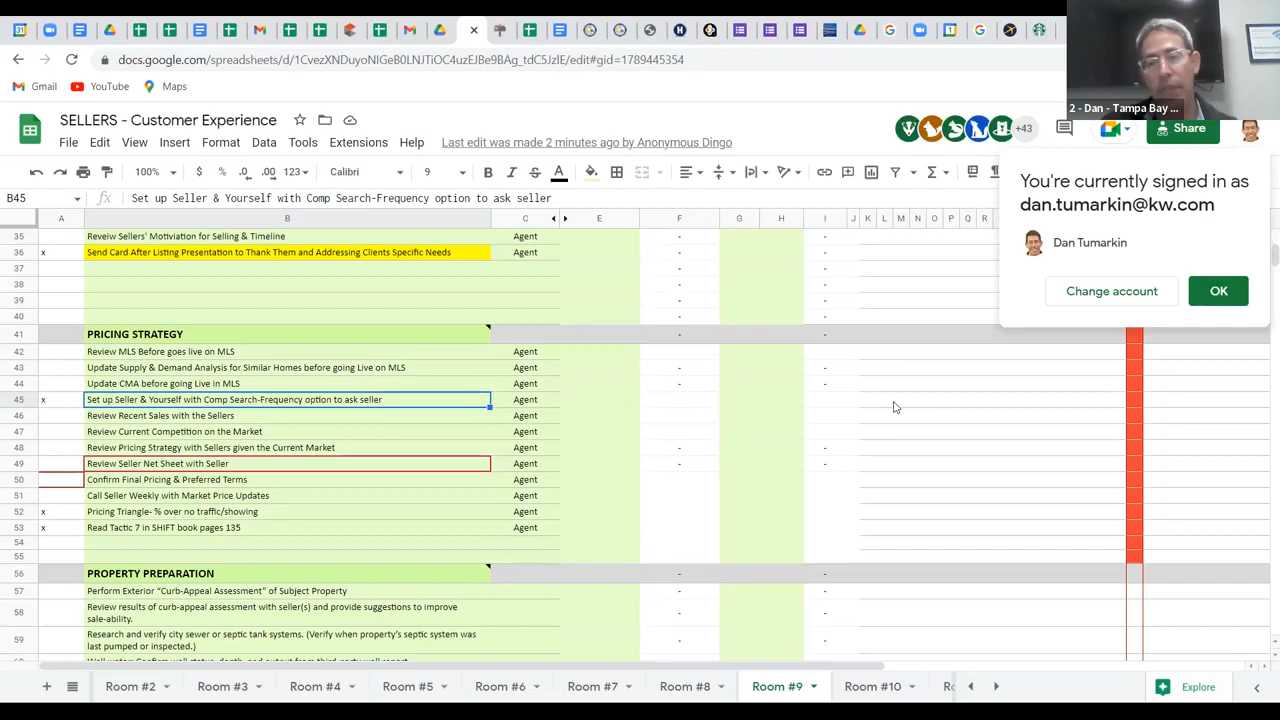 docs.google.com/spreadsheets/d/1CvezXNDuyoNIGeB0LNJTiOC4uzEJBe9BAg_tdC5JzlE/edit#gid=1789445354
Gmail
YouTube
Maps
2 - Dan - Tampa Bay ...
SELLERS - Customer Experience
+43
Share
File Edit View Insert Format Data Tools Extensions Help
Last edit was made 2 minutes ago by Anonymous Dingo
100% $ % .0 .00 123 Calibri 9 B I S A
You're currently signed in as
dan.tumarkin@kw.com
Dan Tumarkin
Change account
OK
B45 fx Set up Seller & Yourself with Comp Search-Frequency option to ask seller
A B C E F G H I J K L M N O P Q R
35 Reveiw Sellers' Motiviation for Selling & Timeline Agent - -
36 x Send Card After Listing Presentation to Thank Them and Addressing Clients Specific Needs Agent - -
37 - -
38 - -
39 - -
40 - -
41 PRICING STRATEGY - -
42 Review MLS Before goes live on MLS Agent - -
43 Update Supply & Demand Analysis for Similar Homes before going Live on MLS Agent - -
44 Update CMA before going Live in MLS Agent - -
45 x Set up Seller & Yourself with Comp Search-Frequency option to ask seller Agent
46 Review Recent Sales with the Sellers Agent
47 Review Current Competition on the Market Agent
48 Review Pricing Strategy with Sellers given the Current Market Agent - -
49 Review Seller Net Sheet with Seller Agent - -
50 Confirm Final Pricing & Preferred Terms Agent
51 Call Seller Weekly with Market Price Updates Agent
52 x Pricing Triangle- % over no traffic/showing Agent
53 x Read Tactic 7 in SHIFT book pages 135 Agent
54
55
56 PROPERTY PREPARATION - -
57 Perform Exterior “Curb-Appeal Assessment” of Subject Property - -
58 Review results of curb-appeal assessment with seller(s) and provide suggestions to improve
sale-ability. - -
59 Research and verify city sewer or septic tank systems. (Verify when property's septic system was
last pumped or inspected.) - -
Room #2 Room #3 Room #4 Room #5 Room #6 Room #7 Room #8 Room #9 Room #10
Explore